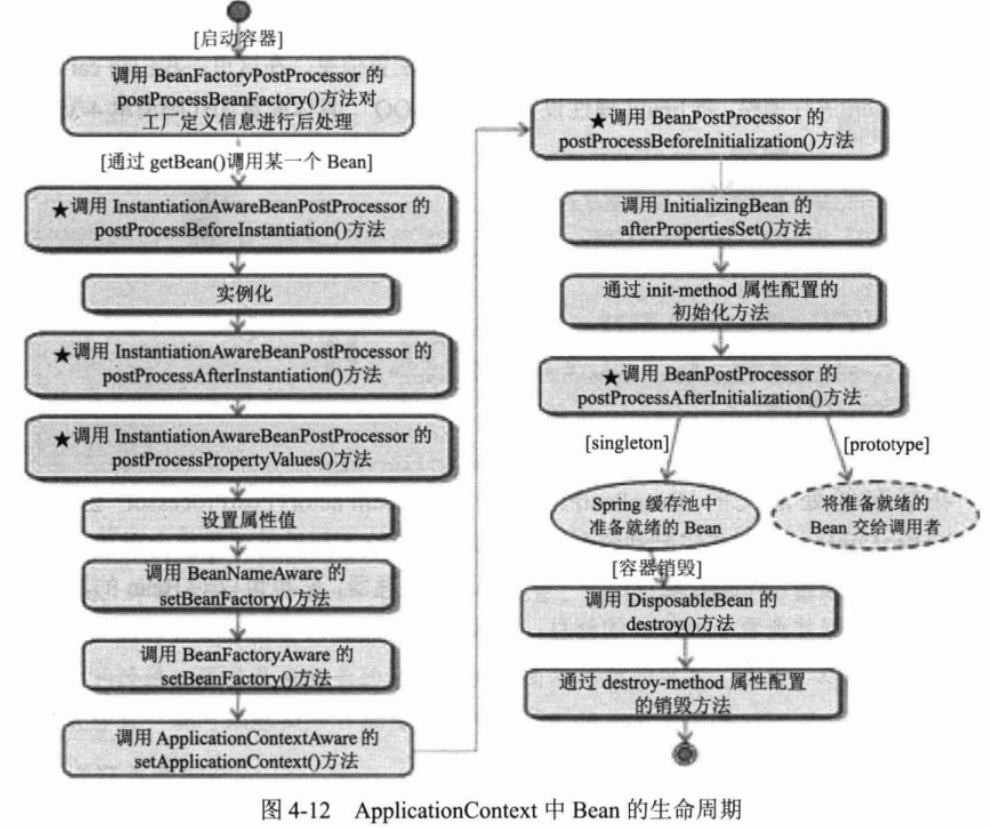 [启动容器]
调用 BeanFactoryPostProcessor 的
postProcessBeanFactory()方法对
工厂定义信息进行后处理
[通过 getBean()调用某一个 Bean]
★调用 InstantiationAwareBeanPostProcessor 的
postProcessBeforeInstantiation()方法
实例化
★调用 InstantiationAwareBeanPostProcessor 的
postProcessAfterInstantiation()方法
★调用 InstantiationAwareBeanPostProcessor 的
postProcessPropertyValues()方法
设置属性值
调用 BeanNameAware 的
setBeanFactory()方法
调用 BeanFactoryAware 的
setBeanFactory()方法
调用 ApplicationContextAware 的
setApplicationContext()方法
★调用 BeanPostProcessor 的
postProcessBeforeInitialization()方法
调用 InitializingBean 的
afterPropertiesSet()方法
通过 init-method 属性配置的
初始化方法
★调用 BeanPostProcessor 的
postProcessAfterInitialization()方法
[singleton]
[prototype]
Spring 缓存池中
准备就绪的 Bean
将准备就绪的
Bean 交给调用者
[容器销毁]
调用 DisposableBean 的
destroy()方法
通过 destroy-method 属性配置
的销毁方法
图 4-12 ApplicationContext 中 Bean 的生命周期